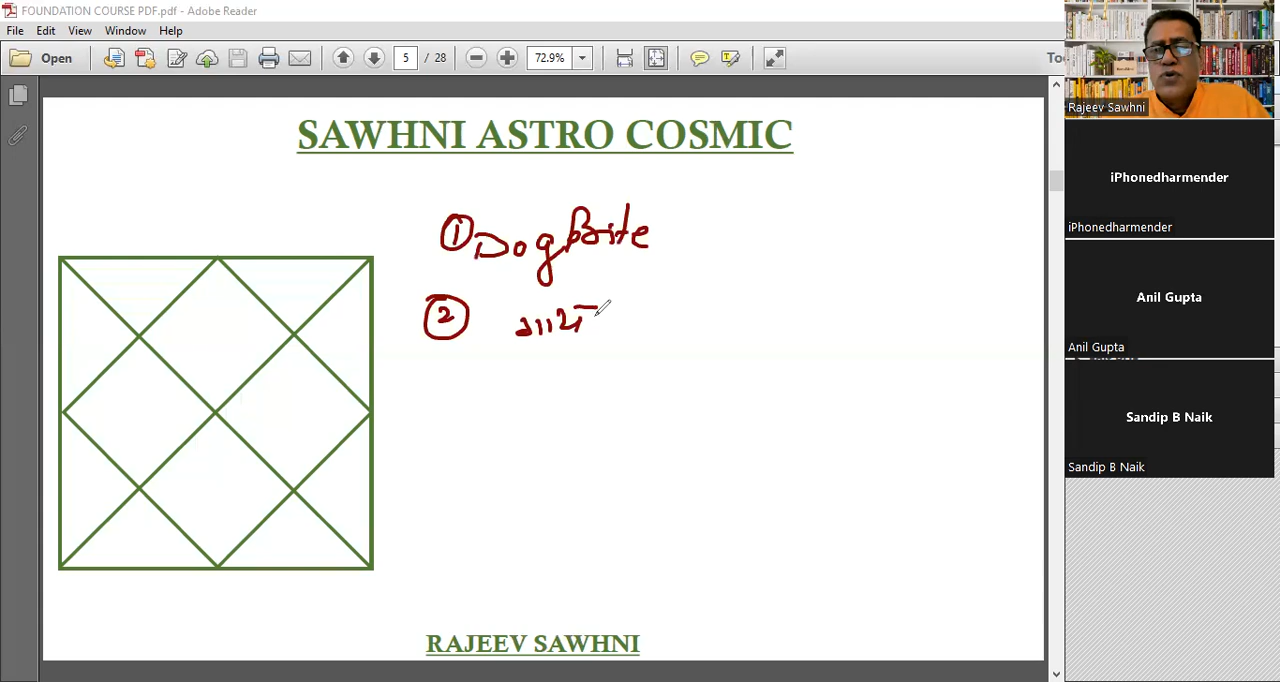 FOUNDATION COURSE PDF.pdf - Adobe Reader
File Edit View Window Help
Open 5 / 28 72.9%
SAWHNI ASTRO COSMIC
① Dog Brite
②
RAJEEV SAWHNI
Rajeev Sawhni
iPhonedharmender
iPhonedharmender
Anil Gupta
Anil Gupta
Sandip B Naik
Sandip B Naik